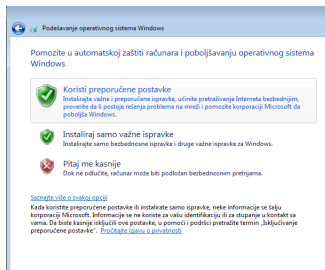 Podešavanje operativnog sistema Windows
Pomozite u automatskoj zaštiti računara i poboljšavanju operativnog sistema
Windows
Koristi preporučene postavke
Instalirajte važne i preporučene ispravke, učinite pretraživanje Interneta bezbednijim,
proverite da li postoje rešenja problema na mreži i pomozite korporaciji Microsoft da
poboljša Windows.
Instaliraj samo važne ispravke
Instalirajte samo bezbednosne ispravke i druge važne ispravke za Windows.
Pitaj me kasnije
Dok ne odlučite, računar može biti podložan bezbednosnim pretnjama.
Saznajte više o svakoj opciji
Kada koristite preporučene postavke ili instalirate samo ispravke, neke informacije se šalju
korporaciji Microsoft. Informacije se ne koriste za vašu identifikaciju ili za stupanje u kontakt sa
vama. Da biste kasnije isključili ove postavke, u pomoći i podršci pretražite termin „Isključivanje
preporučene postavke“. Pročitajte izjavu o privatnosti